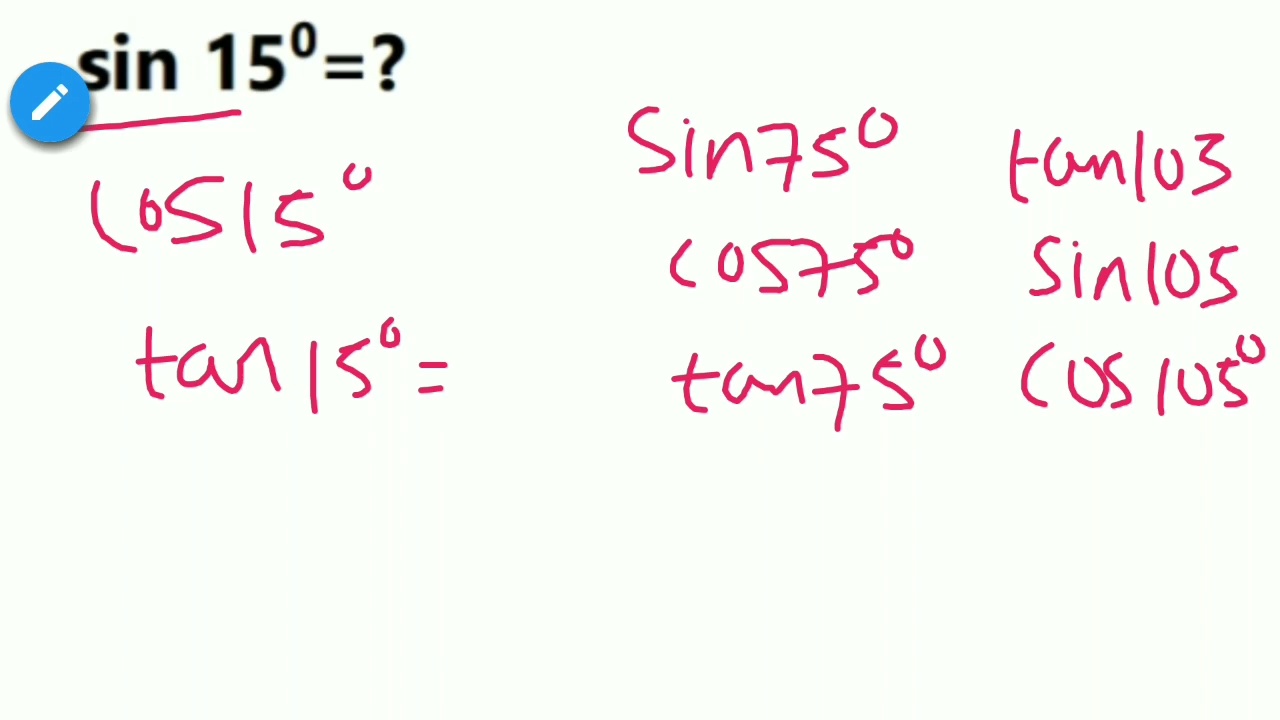 sin 15⁰=?
cos15⁰
tan15⁰=
Sin75⁰
cos75⁰
tan75⁰
tan103
Sin105
cos105⁰